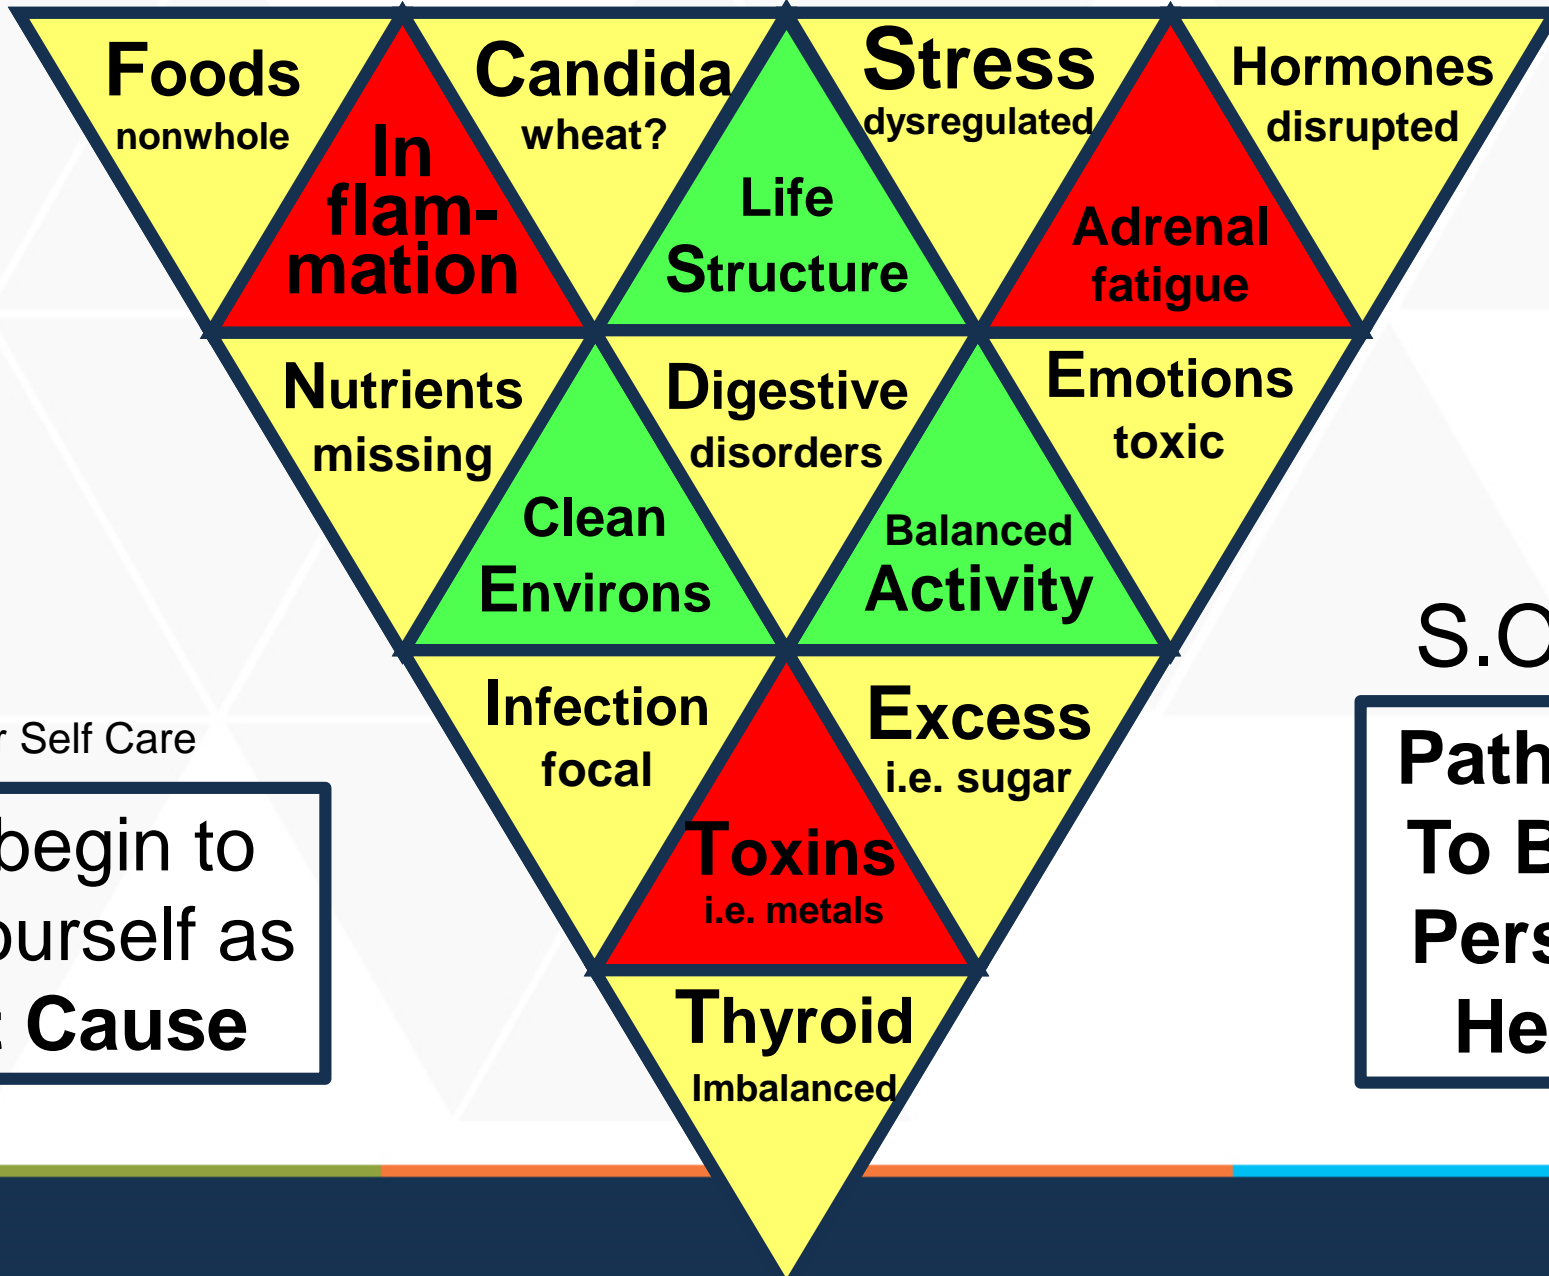 Foods
nonwhole
In
flam-
mation
Candida
wheat?
Life
Structure
Stress
dysregulated
Adrenal
fatigue
Hormones
disrupted
Nutrients
missing
Clean
Environs
Digestive
disorders
Balanced
Activity
Emotions
toxic
Infection
focal
Toxins
i.e. metals
Excess
i.e. sugar
Thyroid
Imbalanced
Self Care
begin to
ourself as
Cause
S.
Path
To B
Pers
He